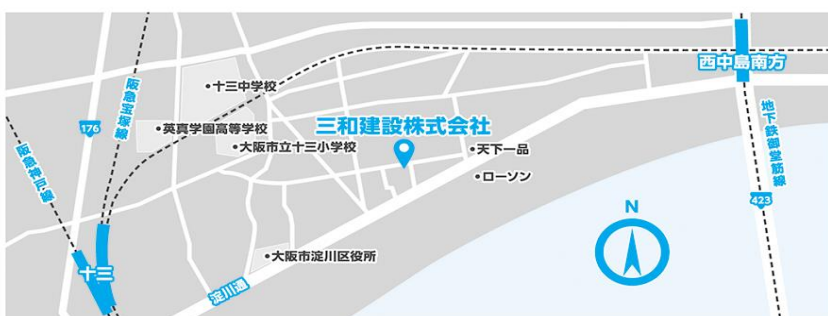 西中島南方
•十三中学校
阪急宝塚線
176
•英真学園高等学校
三和建設株式会社
•大阪市立十三小学校
•天下一品
地下鉄御堂筋線
阪急神戸線
•ローソン
423
N
•大阪市淀川区役所
十三
淀川通